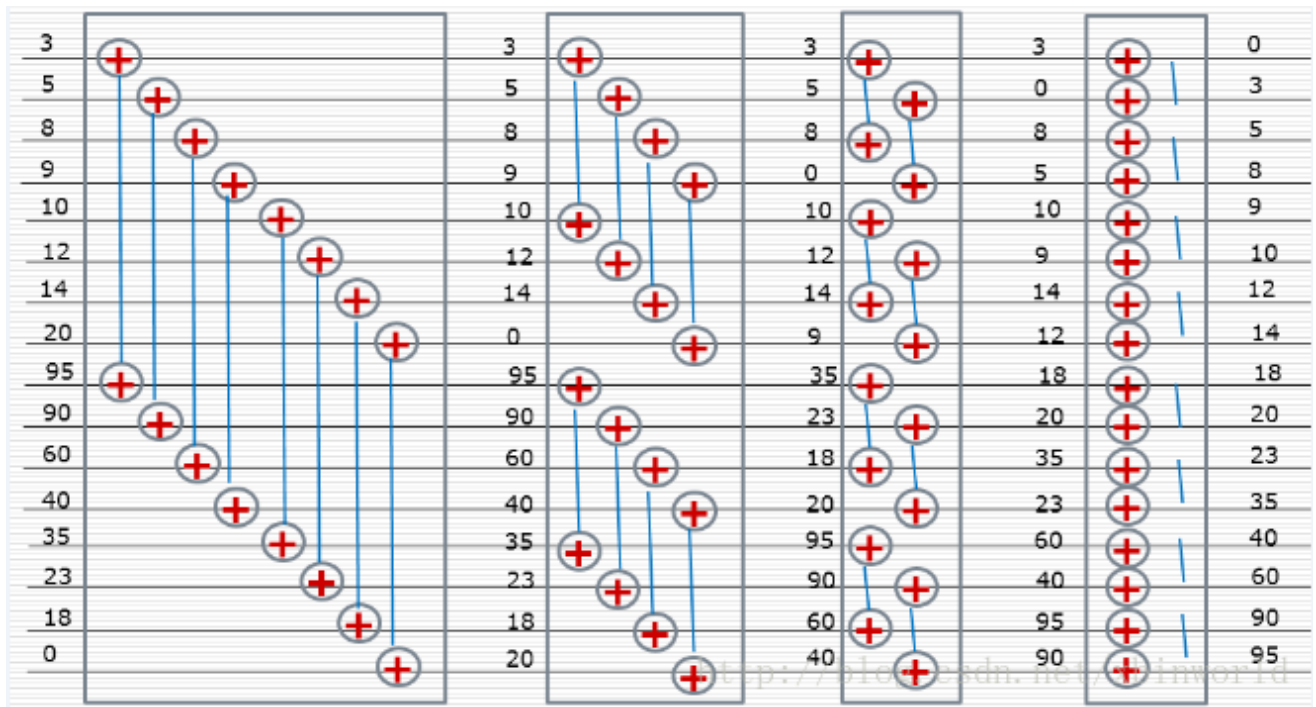 3 3 3 3 0
5 5 5 0 3
8 8 8 8 5
9 9 0 5 8
10 10 10 10 9
12 12 12 9 10
14 14 14 14 12
20 0 9 12 14
95 95 35 18 18
90 90 23 20 20
60 60 18 35 23
40 40 20 23 35
35 35 95 60 40
23 23 90 40 60
18 18 60 95 90
0 20 40 90 95